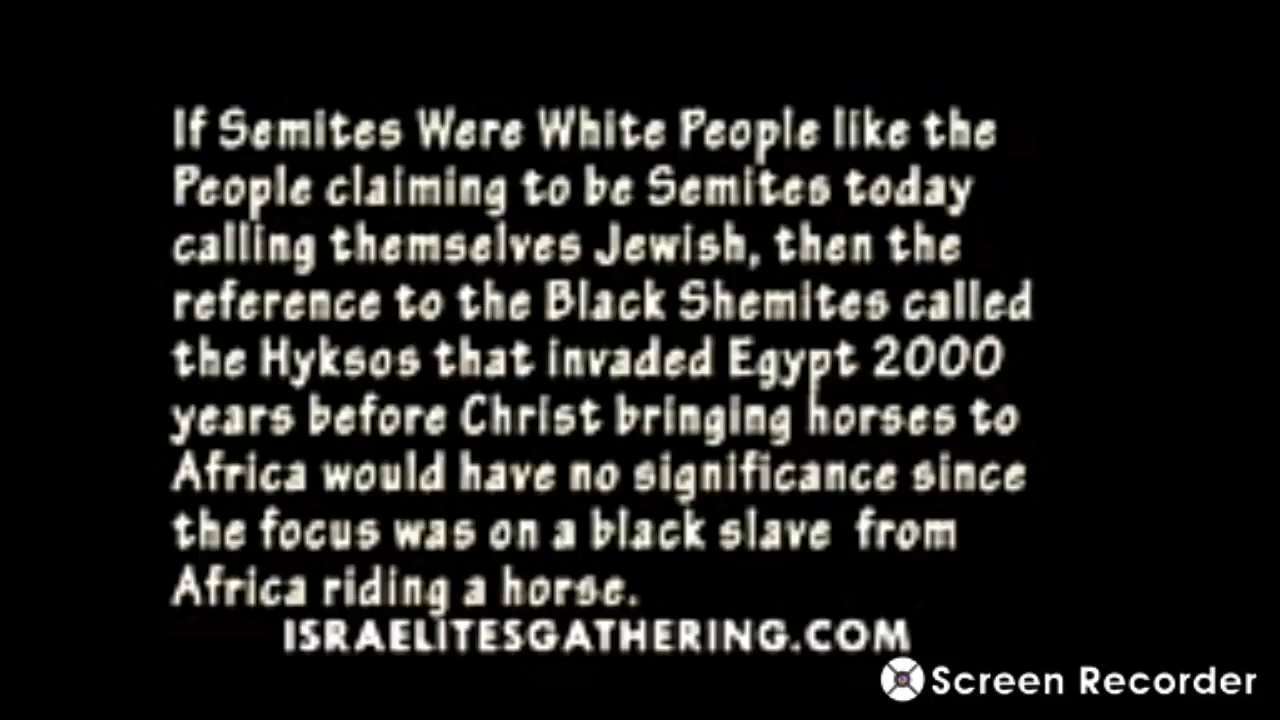 If Semites Were White People like the
People claiming to be Semites today
calling themselves Jewish, then the
reference to the Black Shemites called
the Hyksos that invaded Egypt 2000
years before Christ bringing horses to
Africa would have no significance since
the focus was on a black slave from
Africa riding a horse.
ISRAELITESGATHERING.COM
Screen Recorder